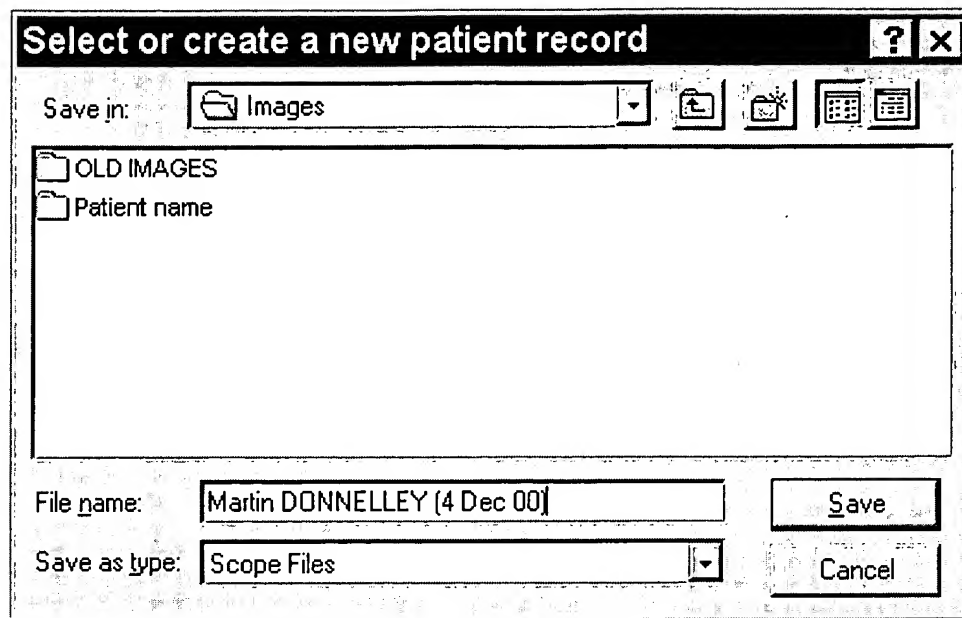 Select or create a new patient record ? ×
Save in: Images
OLD IMAGES
Patient name
File name: Martin DONNELLEY (4 Dec 00) Save
Save as type: Scope Files Cancel